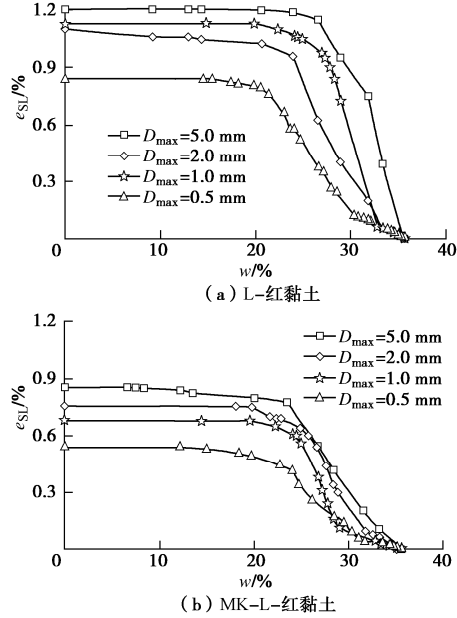 1.2
0.9
0.6
0.3
e_SL/%
D_max=5.0 mm
D_max=2.0 mm
D_max=1.0 mm
D_max=0.5 mm
0 10 20 30 40
w/%
(a) L-红黏土
1.2
0.9
0.6
0.3
e_SL/%
D_max=5.0 mm
D_max=2.0 mm
D_max=1.0 mm
D_max=0.5 mm
0 10 20 30 40
w/%
(b) MK-L-红黏土